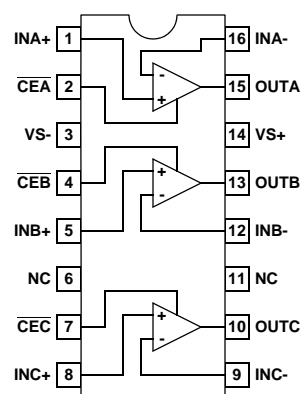 INA+ 1 16 INA-
CEA 2 - + 15 OUTA
VS- 3 14 VS+
CEB 4 + - 13 OUTB
INB+ 5 12 INB-
NC 6 11 NC
CEC 7 + - 10 OUTC
INC+ 8 9 INC-